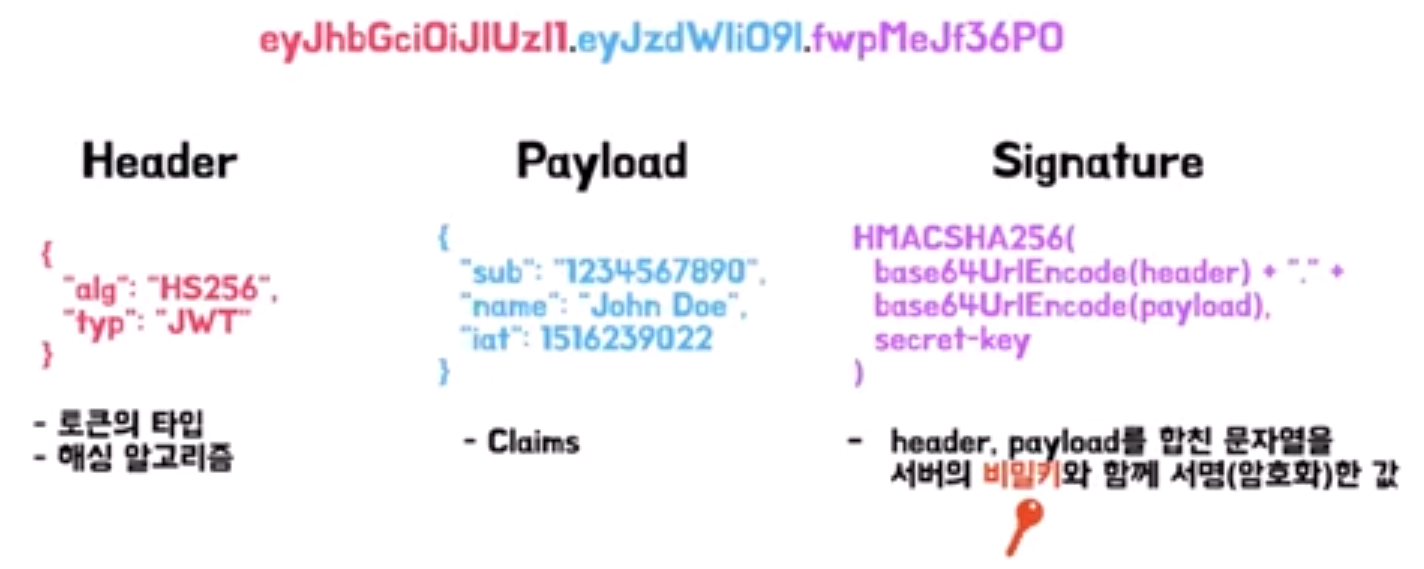 eyJhbGciOiJIUzI1.eyJzdWIiO9I.fwpMeJf36PO
Header
{
"alg": "HS256",
"typ": "JWT"
}
- 토큰의 타입
- 해싱 알고리즘
Payload
{
"sub": "1234567890",
"name": "John Doe",
"iat": 1516239022
}
- Claims
Signature
HMACSHA256(
base64UrlEncode(header) + "." +
base64UrlEncode(payload),
secret-key
)
- header, payload를 합친 문자열을
서버의 비밀키와 함께 서명(암호화)한 값